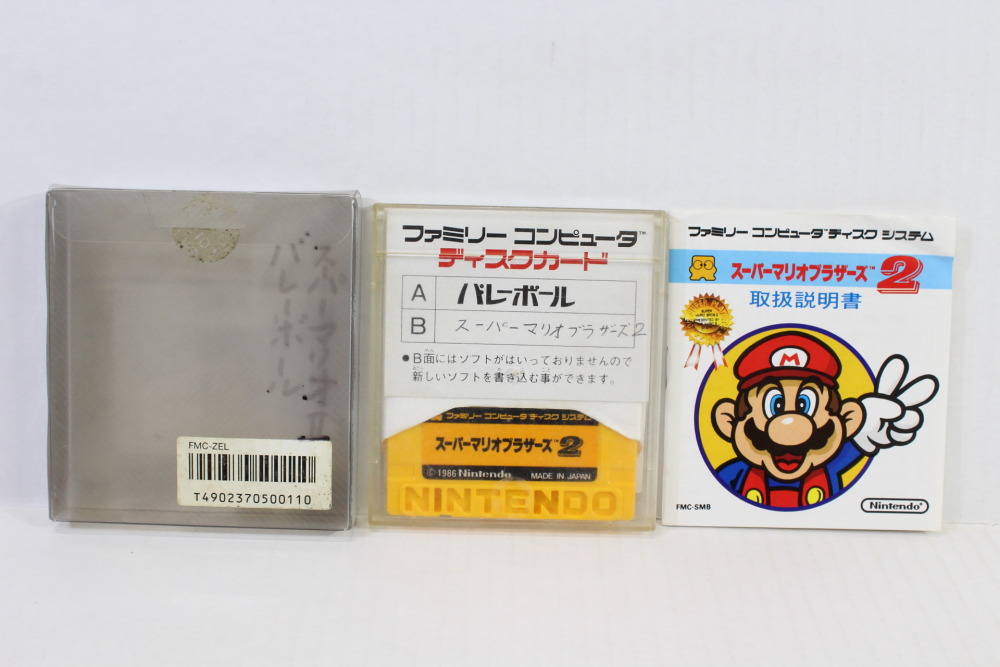 スーパーマリオⅡ
バレーボール
FMC-ZEL
T4902370500110
ファミリー コンピュータ™
ディスクカード
A バレーボール
B スーパーマリオブラザーズ2
●B面にはソフトがはいっておりませんので
新しいソフトを書き込む事ができます。
ファミリー コンピュータ ディスク システム
スーパーマリオブラザーズ™2
©1986 Nintendo MADE IN JAPAN
NINTENDO
ファミリー コンピュータ™ ディスク システム
スーパーマリオブラザーズ™2
取扱説明書
M
FMC-SMB
Nintendo®